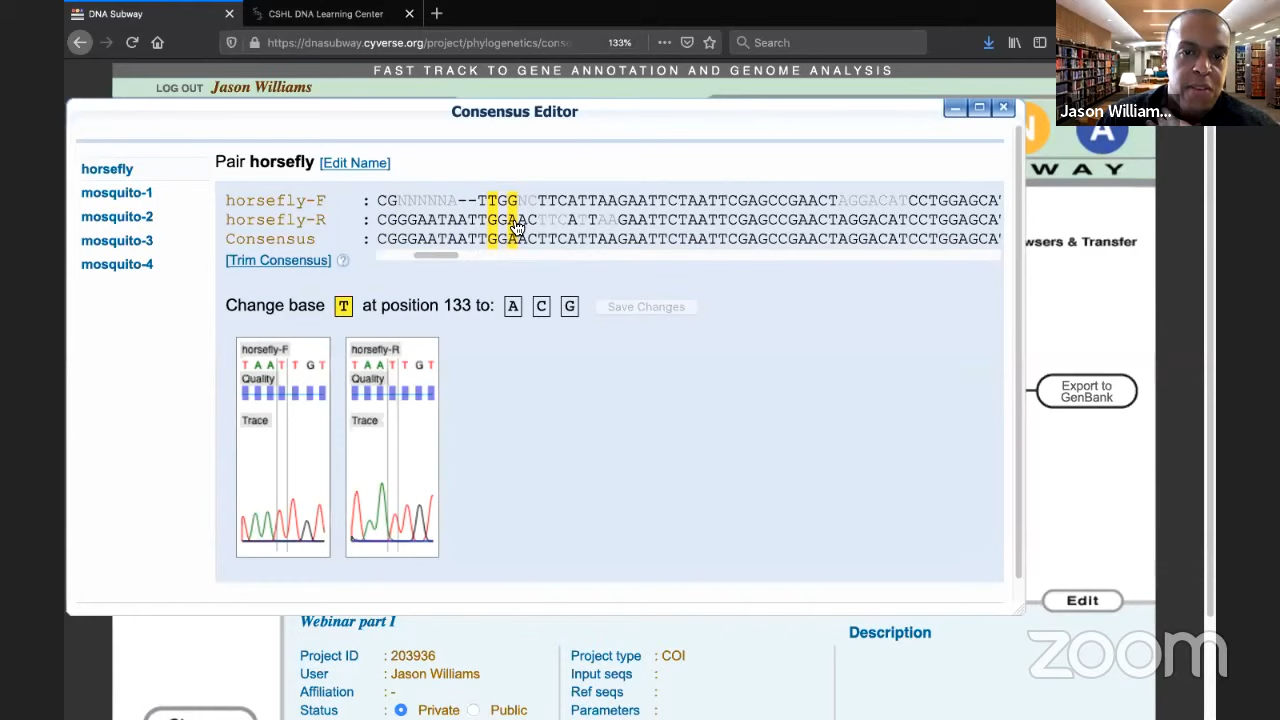 DNA Subway
CSHL DNA Learning Center
https://dnasubway.cyverse.org/project/phylogenetics/cons
133%
Search
FAST TRACK TO GENE ANNOTATION AND GENOME ANALYSIS
LOG OUT Jason Williams
Jason William...
Consensus Editor
N A
WAY
horsefly
mosquito-1
mosquito-2
mosquito-3
mosquito-4
Pair horsefly [Edit Name]
horsefly-F : CGNNNNNA--TTGGNCTTCATTAAGAATTCTAATTCGAGCCGAACTAGGACATCCTGGAGCA
horsefly-R : CGGGAATAATTGGAACTTCATTAAGAATTCTAATTCGAGCCGAACTAGGACATCCTGGAGCA
Consensus : CGGGAATAATTGGAACTTCATTAAGAATTCTAATTCGAGCCGAACTAGGACATCCTGGAGCA
[Trim Consensus] ?
Change base T at position 133 to: A C G Save Changes
horsefly-F
T A A T T G T
Quality
Trace
horsefly-R
T A A T T G T
Quality
Trace
wsers & Transfer
Export to
GenBank
Edit
Webinar part I
Project ID : 203936
User : Jason Williams
Affiliation : -
Status : Private Public
Project type : COI
Input seqs :
Ref seqs :
Parameters :
Description
zoom